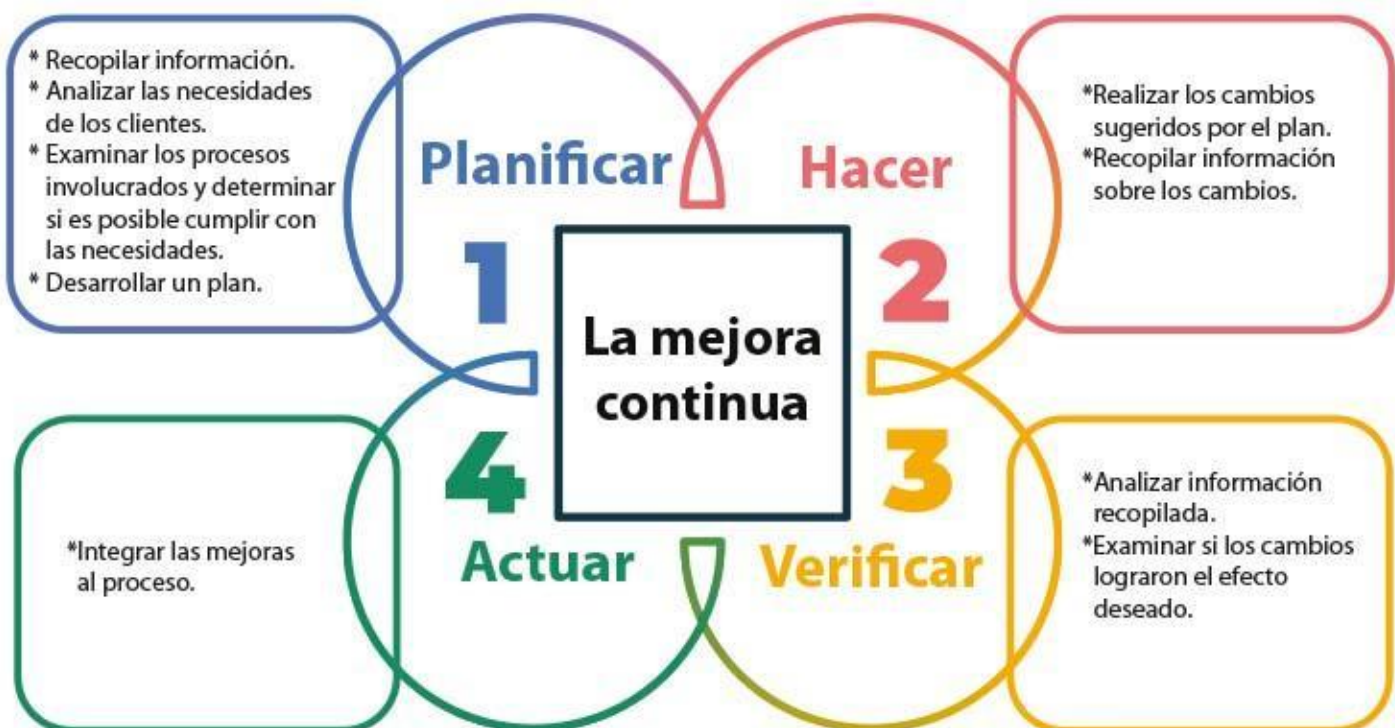 * Recopilar información.
* Analizar las necesidades
de los clientes.
* Examinar los procesos
involucrados y determinar
si es posible cumplir con
las necesidades.
* Desarrollar un plan.
Planificar
1
Hacer
2
*Realizar los cambios
sugeridos por el plan.
*Recopilar información
sobre los cambios.
La mejora
continua
3
Verificar
*Analizar información
recopilada.
*Examinar si los cambios
lograron el efecto
deseado.
4
Actuar
*Integrar las mejoras
al proceso.